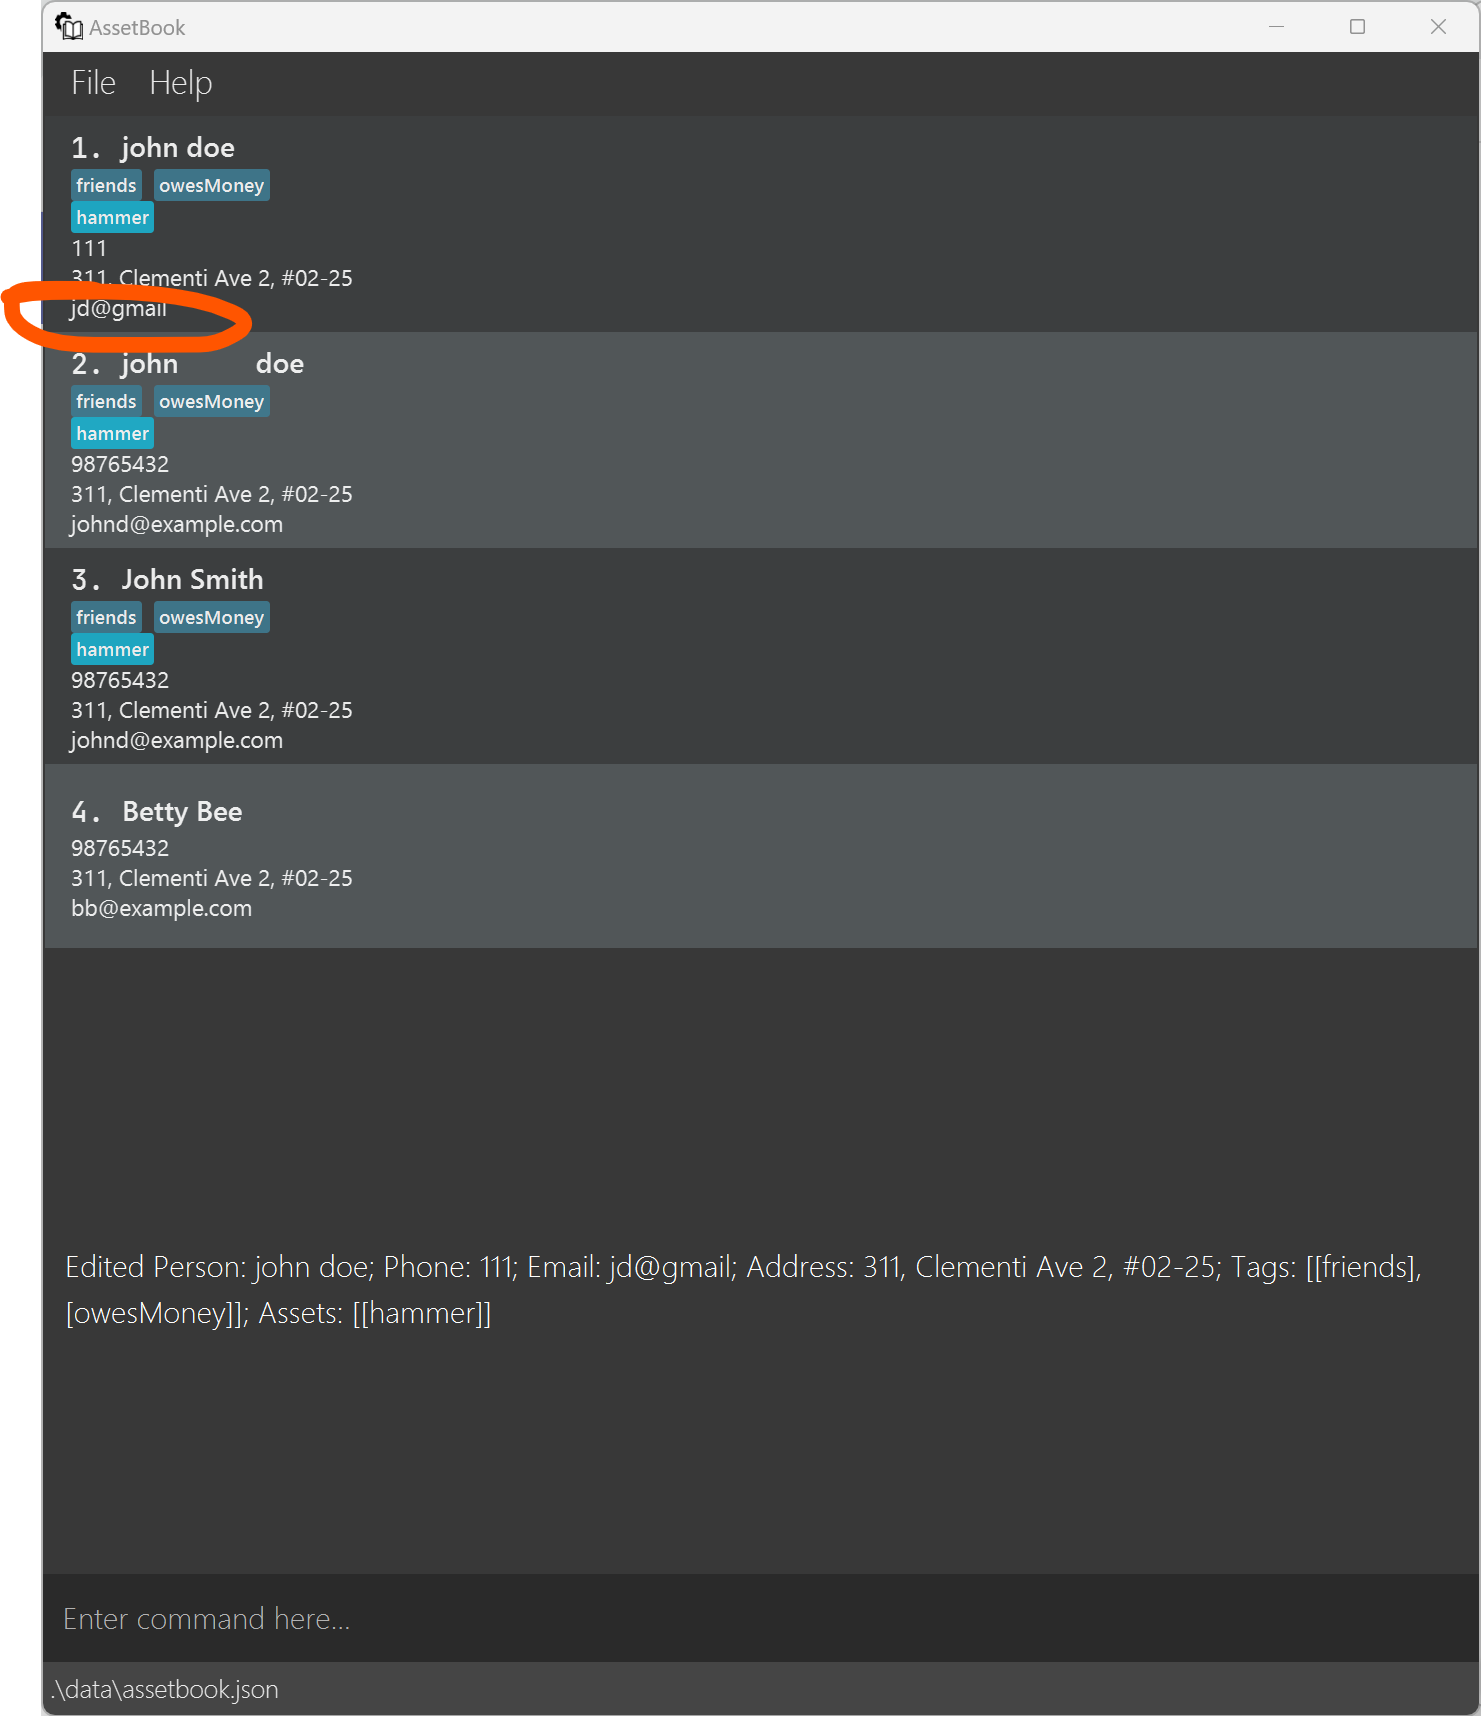 AssetBook
File Help
1. john doe
friends owesMoney
hammer
111
311, Clementi Ave 2, #02-25
jd@gmail
2. john doe
friends owesMoney
hammer
98765432
311, Clementi Ave 2, #02-25
johnd@example.com
3. John Smith
friends owesMoney
hammer
98765432
311, Clementi Ave 2, #02-25
johnd@example.com
4. Betty Bee
98765432
311, Clementi Ave 2, #02-25
bb@example.com
Edited Person: john doe; Phone: 111; Email: jd@gmail; Address: 311, Clementi Ave 2, #02-25; Tags: [[friends],
[owesMoney]]; Assets: [[hammer]]
Enter command here...
.\data\assetbook.json